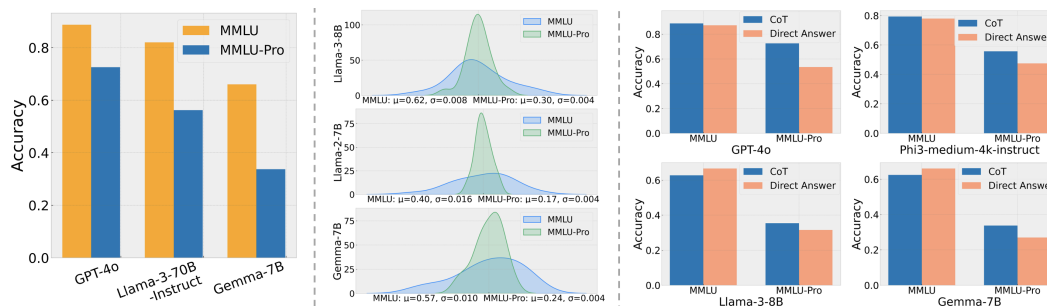 Accuracy
0.8
0.6
0.4
0.2
0.0
MMLU
MMLU-Pro
GPT-4o
Llama-3-70B
-Instruct
Gemma-7B
Llama-3-8B
100
50
0
MMLU
MMLU-Pro
MMLU: μ=0.62, σ=0.008 MMLU-Pro: μ=0.30, σ=0.004
Llama-2-7B
75
50
25
0
MMLU
MMLU-Pro
MMLU: μ=0.40, σ=0.016 MMLU-Pro: μ=0.17, σ=0.004
Gemma-7B
75
50
25
0
MMLU
MMLU-Pro
MMLU: μ=0.57, σ=0.010 MMLU-Pro: μ=0.24, σ=0.004
Accuracy
0.8
0.6
0.4
0.2
0.0
CoT
Direct Answer
MMLU
MMLU-Pro
GPT-4o
0.8
0.6
0.4
0.2
0.0
CoT
Direct Answer
MMLU
MMLU-Pro
Phi3-medium-4k-instruct
Accuracy
0.6
0.4
0.2
0.0
CoT
Direct Answer
MMLU
MMLU-Pro
Llama-3-8B
0.6
0.4
0.2
0.0
CoT
Direct Answer
MMLU
MMLU-Pro
Gemma-7B